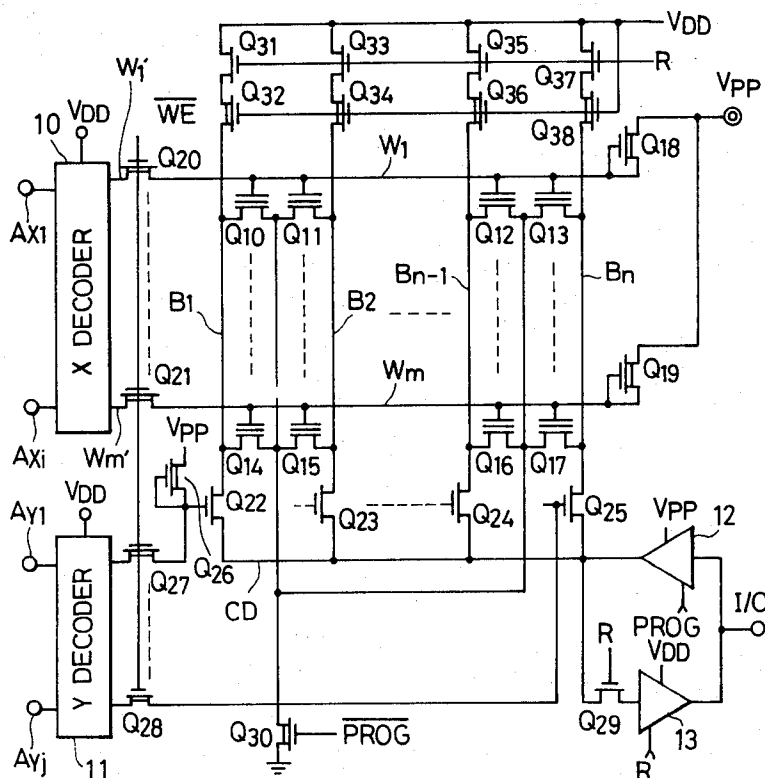 VDD
Q31 Q33 Q35
R
Q37
VPP
W1'
WE
Q32 Q34 Q36
VDD
10
Q20
Q38
Q18
W1
AX1
Q10 Q11 Q12 Q13
X DECODER
B1 B2 Bn-1 Bn
Q21
Wm
Q19
AXi
Wm'
VPP
Q14 Q15 Q16 Q17
VDD
Q22 Q23 Q24 Q25
AY1
VPP 12
Q27 Q26
CD
I/O
Y DECODER
PROG
R VDD
AYj
Q28
Q30
PROG
Q29
13
11
R